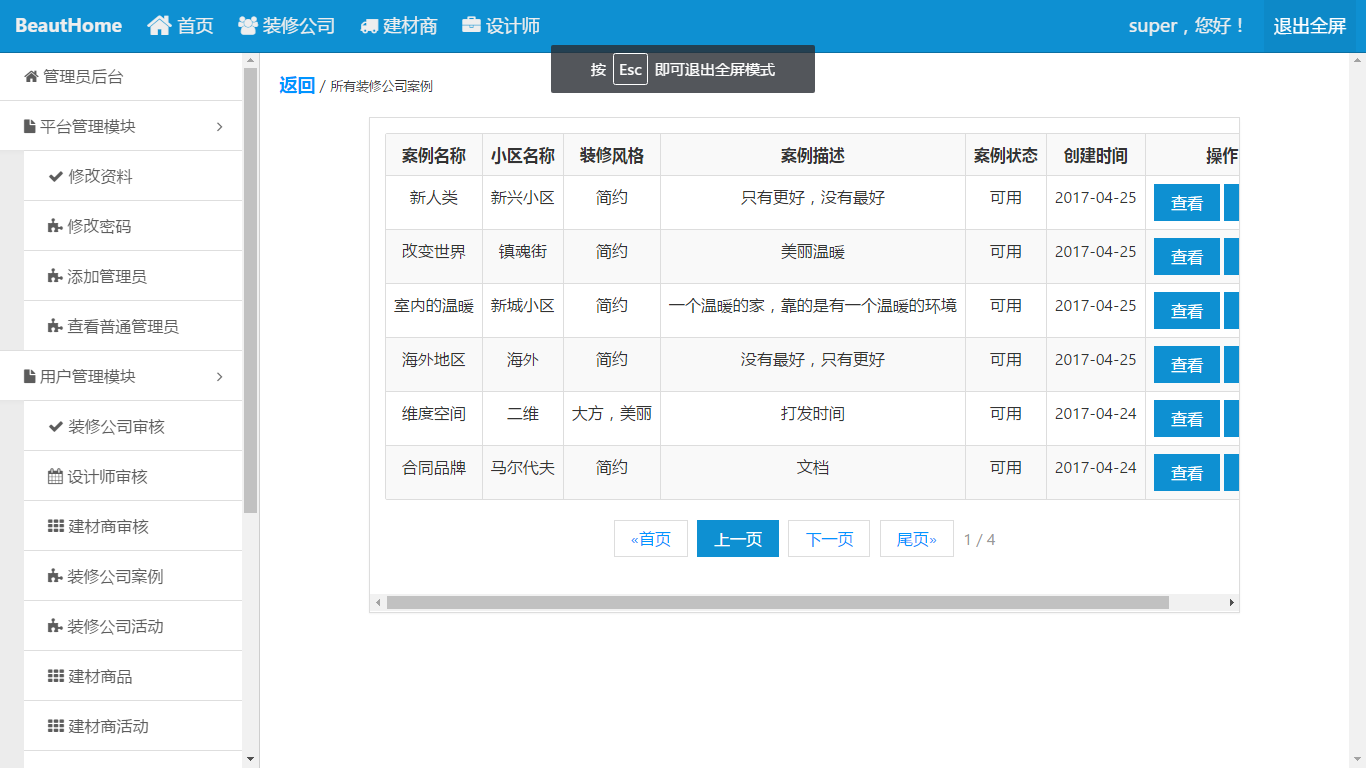 BeautHome 首页 装修公司 建材商 设计师 super，您好！ 退出全屏
按 Esc 即可退出全屏模式
管理员后台
平台管理模块
修改资料
修改密码
添加管理员
查看普通管理员
用户管理模块
装修公司审核
设计师审核
建材商审核
装修公司案例
装修公司活动
建材商品
建材商活动
返回 / 所有装修公司案例
案例名称 小区名称 装修风格 案例描述 案例状态 创建时间 操作
新人类 新兴小区 简约 只有更好，没有最好 可用 2017-04-25 查看
改变世界 镇魂街 简约 美丽温暖 可用 2017-04-25 查看
室内的温暖 新城小区 简约 一个温暖的家，靠的是有一个温暖的环境 可用 2017-04-25 查看
海外地区 海外 简约 没有最好，只有更好 可用 2017-04-25 查看
维度空间 二维 大方，美丽 打发时间 可用 2017-04-24 查看
合同品牌 马尔代夫 简约 文档 可用 2017-04-24 查看
«首页 上一页 下一页 尾页» 1 / 4